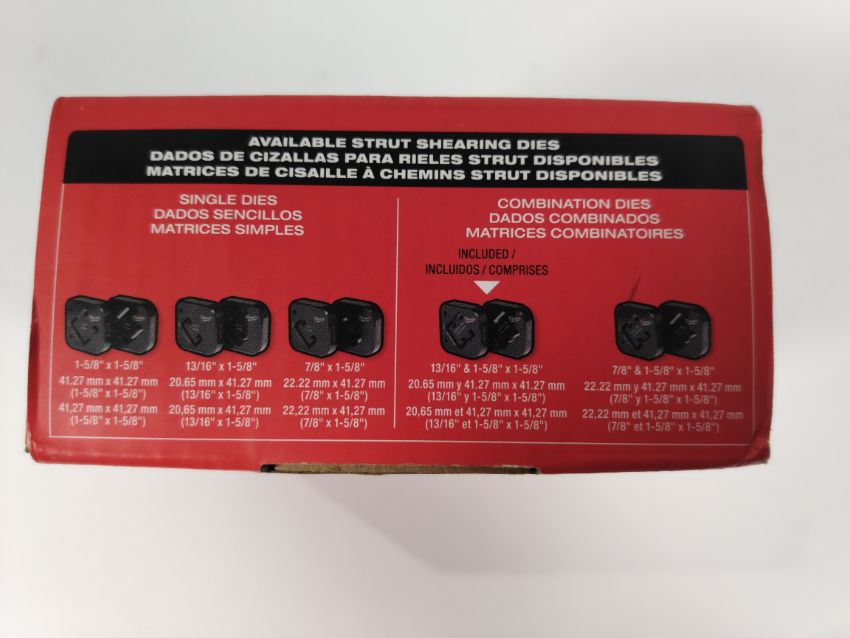 AVAILABLE STRUT SHEARING DIES
DADOS DE CIZALLAS PARA RIELES STRUT DISPONIBLES
MATRICES DE CISAILLE À CHEMINS STRUT DISPONIBLES
SINGLE DIES
DADOS SENCILLOS
MATRICES SIMPLES
1-5/8" x 1-5/8"
41.27 mm x 41.27 mm
(1-5/8" x 1-5/8")
41,27 mm x 41,27 mm
(1-5/8" x 1-5/8")
13/16" x 1-5/8"
20.65 mm x 41.27 mm
(13/16" x 1-5/8")
20,65 mm x 41,27 mm
(13/16" x 1-5/8")
7/8" x 1-5/8"
22.22 mm x 41.27 mm
(7/8" x 1-5/8")
22,22 mm x 41,27 mm
(7/8" x 1-5/8")
COMBINATION DIES
DADOS COMBINADOS
MATRICES COMBINATOIRES
INCLUDED /
INCLUIDOS / COMPRISES
13/16" & 1-5/8" x 1-5/8"
20.65 mm y 41.27 mm x 41.27 mm
(13/16" y 1-5/8" x 1-5/8")
20,65 mm et 41,27 mm x 41,27 mm
(13/16" et 1-5/8" x 1-5/8")
7/8" & 1-5/8" x 1-5/8"
22.22 mm y 41.27 mm x 41.27 mm
(7/8" y 1-5/8" x 1-5/8")
22,22 mm et 41,27 mm x 41,27 mm
(7/8" et 1-5/8" x 1-5/8")